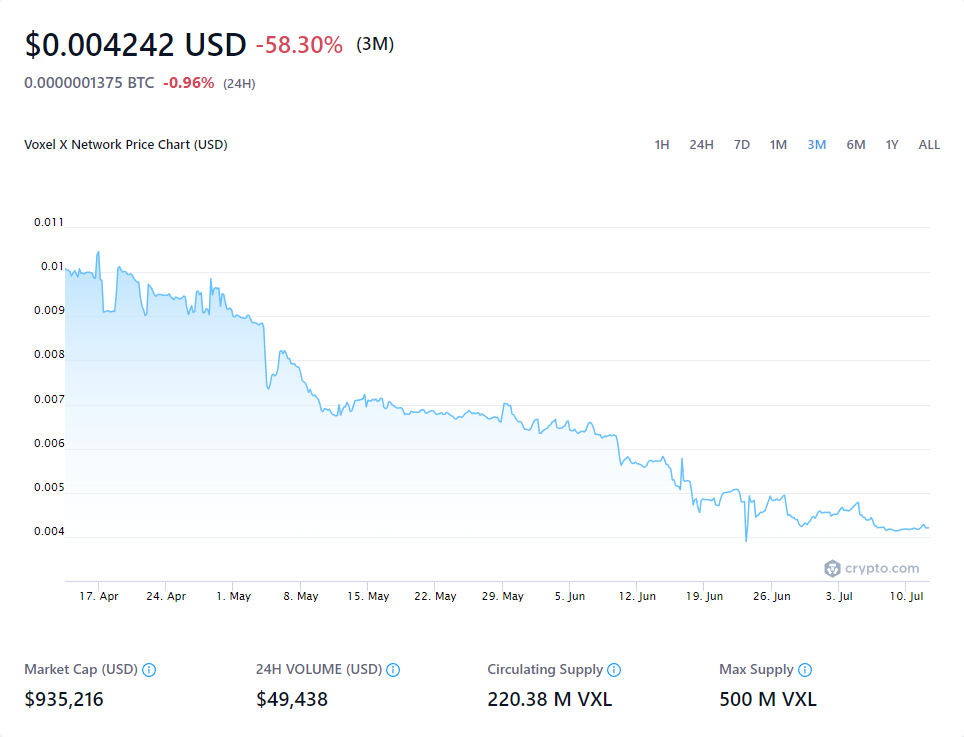 $0.004242 USD -58.30% (3M)
0.0000001375 BTC -0.96% (24H)
Voxel X Network Price Chart (USD) 1H 24H 7D 1M 3M 6M 1Y ALL
0.011
0.01
0.009
0.008
0.007
0.006
0.005
0.004
crypto.com
17. Apr 24. Apr 1. May 8. May 15. May 22. May 29. May 5. Jun 12. Jun 19. Jun 26. Jun 3. Jul 10. Jul
Market Cap (USD) 24H VOLUME (USD) Circulating Supply Max Supply
$935,216 $49,438 220.38 M VXL 500 M VXL